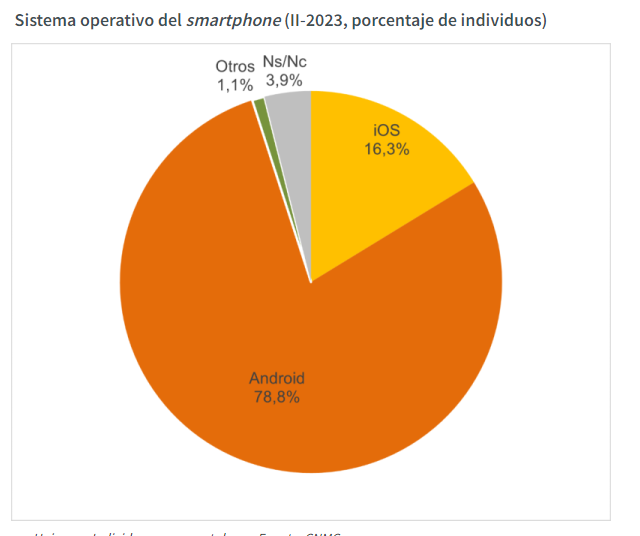 Sistema operativo del smartphone (II-2023, porcentaje de individuos)
Otros
1,1%
Ns/Nc
3,9%
iOS
16,3%
Android
78,8%